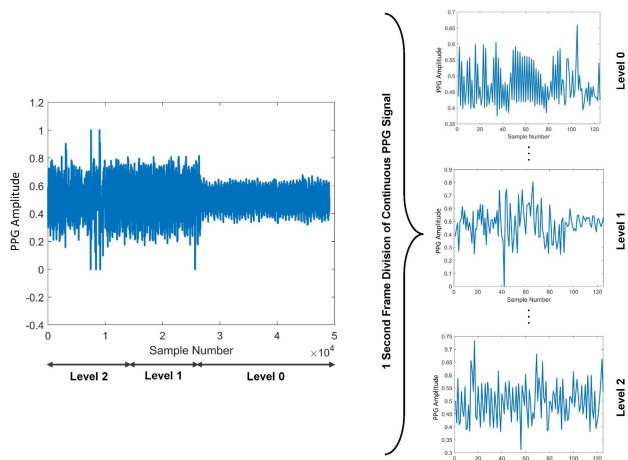 1.2
1
0.8
0.6
0.4
0.2
0
-0.2
-0.4
PPG Amplitude
0 1 2 3 4 5
Sample Number
×10⁴
Level 2 Level 1 Level 0
1 Second Frame Division of Continuous PPG Signal
0.7
0.65
0.6
0.55
0.5
0.45
0.4
0.35
PPG Amplitude
0 20 40 60 80 100 120
Sample Number
Level 0
0.9
0.8
0.7
0.6
0.5
0.4
0.3
0.2
0.1
0
PPG Amplitude
0 20 40 60 80 100 120
Sample Number
Level 1
0.75
0.7
0.65
0.6
0.55
0.5
0.45
0.4
0.35
0.3
PPG Amplitude
0 20 40 60 80 100 120
Level 2